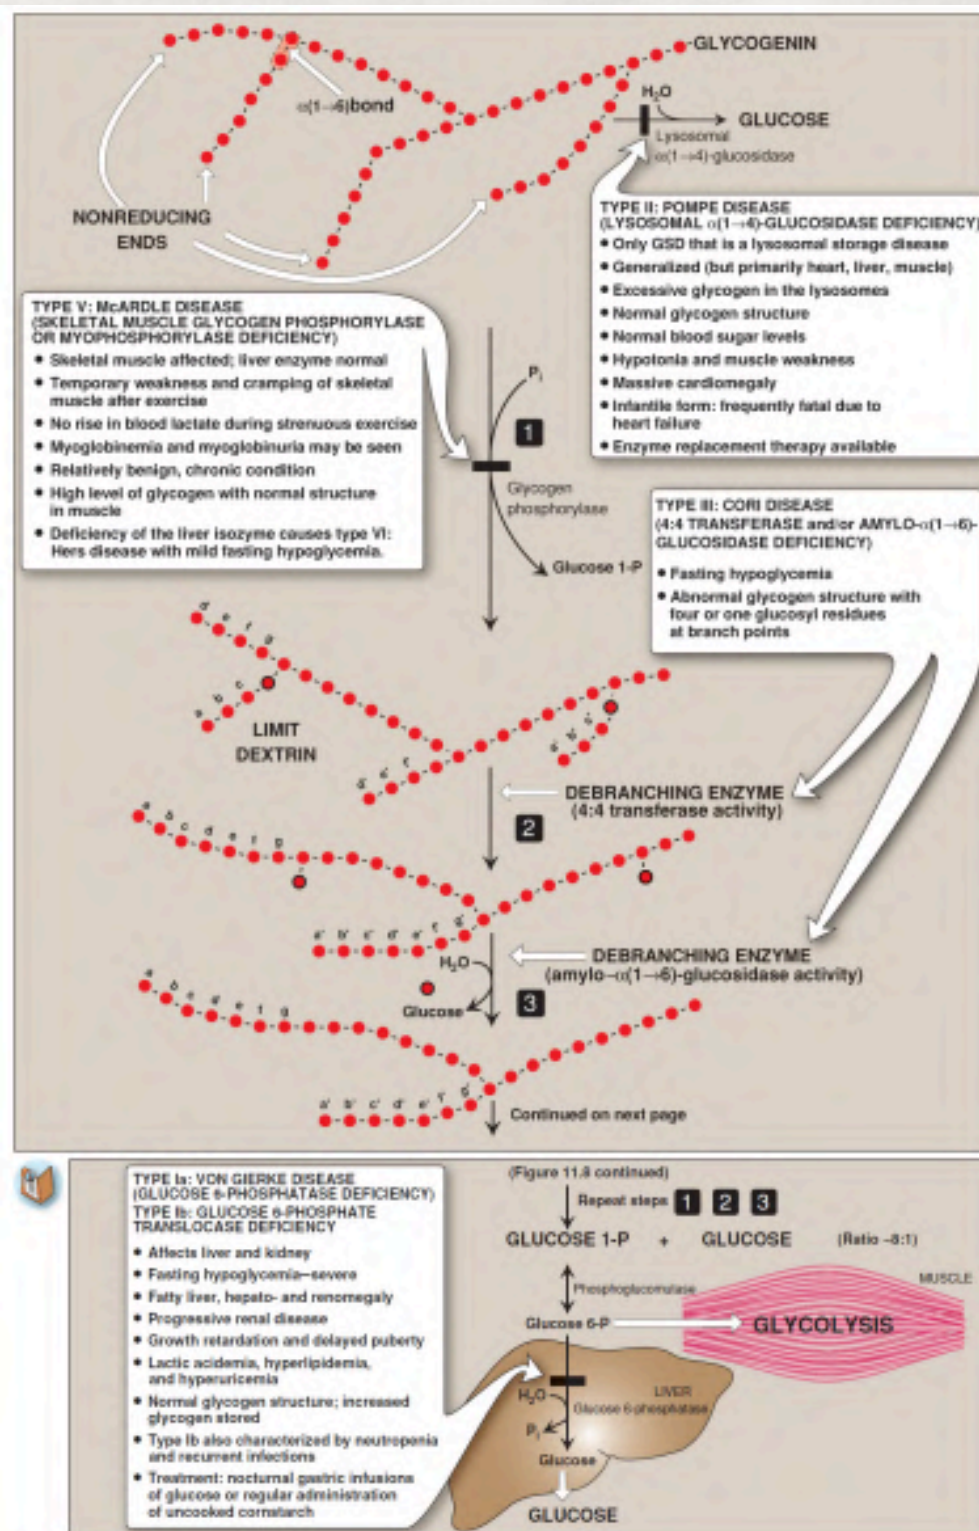 GLYCOGENIN
α(1→6)bond
H₂O
GLUCOSE
Lysosomal
α(1→4)-glucosidase
NONREDUCING
ENDS
TYPE II: POMPE DISEASE
(LYSOSOMAL α(1→4)-GLUCOSIDASE DEFICIENCY)
• Only GSD that is a lysosomal storage disease
• Generalized (but primarily heart, liver, muscle)
• Excessive glycogen in the lysosomes
• Normal glycogen structure
• Normal blood sugar levels
• Hypotonia and muscle weakness
• Massive cardiomegaly
• Infantile form: frequently fatal due to
heart failure
• Enzyme replacement therapy available
TYPE V: McARDLE DISEASE
(SKELETAL MUSCLE GLYCOGEN PHOSPHORYLASE
OR MYOPHOSPHORYLASE DEFICIENCY)
• Skeletal muscle affected; liver enzyme normal
• Temporary weakness and cramping of skeletal
muscle after exercise
• No rise in blood lactate during strenuous exercise
• Myoglobinemia and myoglobinuria may be seen
• Relatively benign, chronic condition
• High level of glycogen with normal structure
in muscle
• Deficiency of the liver isozyme causes type VI:
Hers disease with mild fasting hypoglycemia.
Pᵢ
1
Glycogen
phosphorylase
Glucose 1-P
TYPE III: CORI DISEASE
(4:4 TRANSFERASE and/or AMYLO-α(1→6)-
GLUCOSIDASE DEFICIENCY)
• Fasting hypoglycemia
• Abnormal glycogen structure with
four or one glucosyl residues
at branch points
d e f g
a b c
LIMIT
DEXTRIN
d' e' f'
a' b' c'
DEBRANCHING ENZYME
(4:4 transferase activity)
2
a b c d e f g
a' b' c' d' e' f' g'
DEBRANCHING ENZYME
(amylo-α(1→6)-glucosidase activity)
H₂O
Glucose
3
a b c d e f g
a' b' c' d' e' f' g'
Continued on next page
(Figure 11.8 continued)
Repeat steps 1 2 3
GLUCOSE 1-P + GLUCOSE (Ratio ~8:1)
Phosphoglucomutase
MUSCLE
Glucose 6-P
GLYCOLYSIS
TYPE Ia: VON GIERKE DISEASE
(GLUCOSE 6-PHOSPHATASE DEFICIENCY)
TYPE Ib: GLUCOSE 6-PHOSPHATE
TRANSLOCASE DEFICIENCY
• Affects liver and kidney
• Fasting hypoglycemia–severe
• Fatty liver, hepato- and renomegaly
• Progressive renal disease
• Growth retardation and delayed puberty
• Lactic acidemia, hyperlipidemia,
and hyperuricemia
• Normal glycogen structure; increased
glycogen stored
• Type Ib also characterized by neutropenia
and recurrent infections
• Treatment: nocturnal gastric infusions
of glucose or regular administration
of uncooked cornstarch
LIVER
H₂O
Glucose 6-phosphatase
Pᵢ
Glucose
GLUCOSE